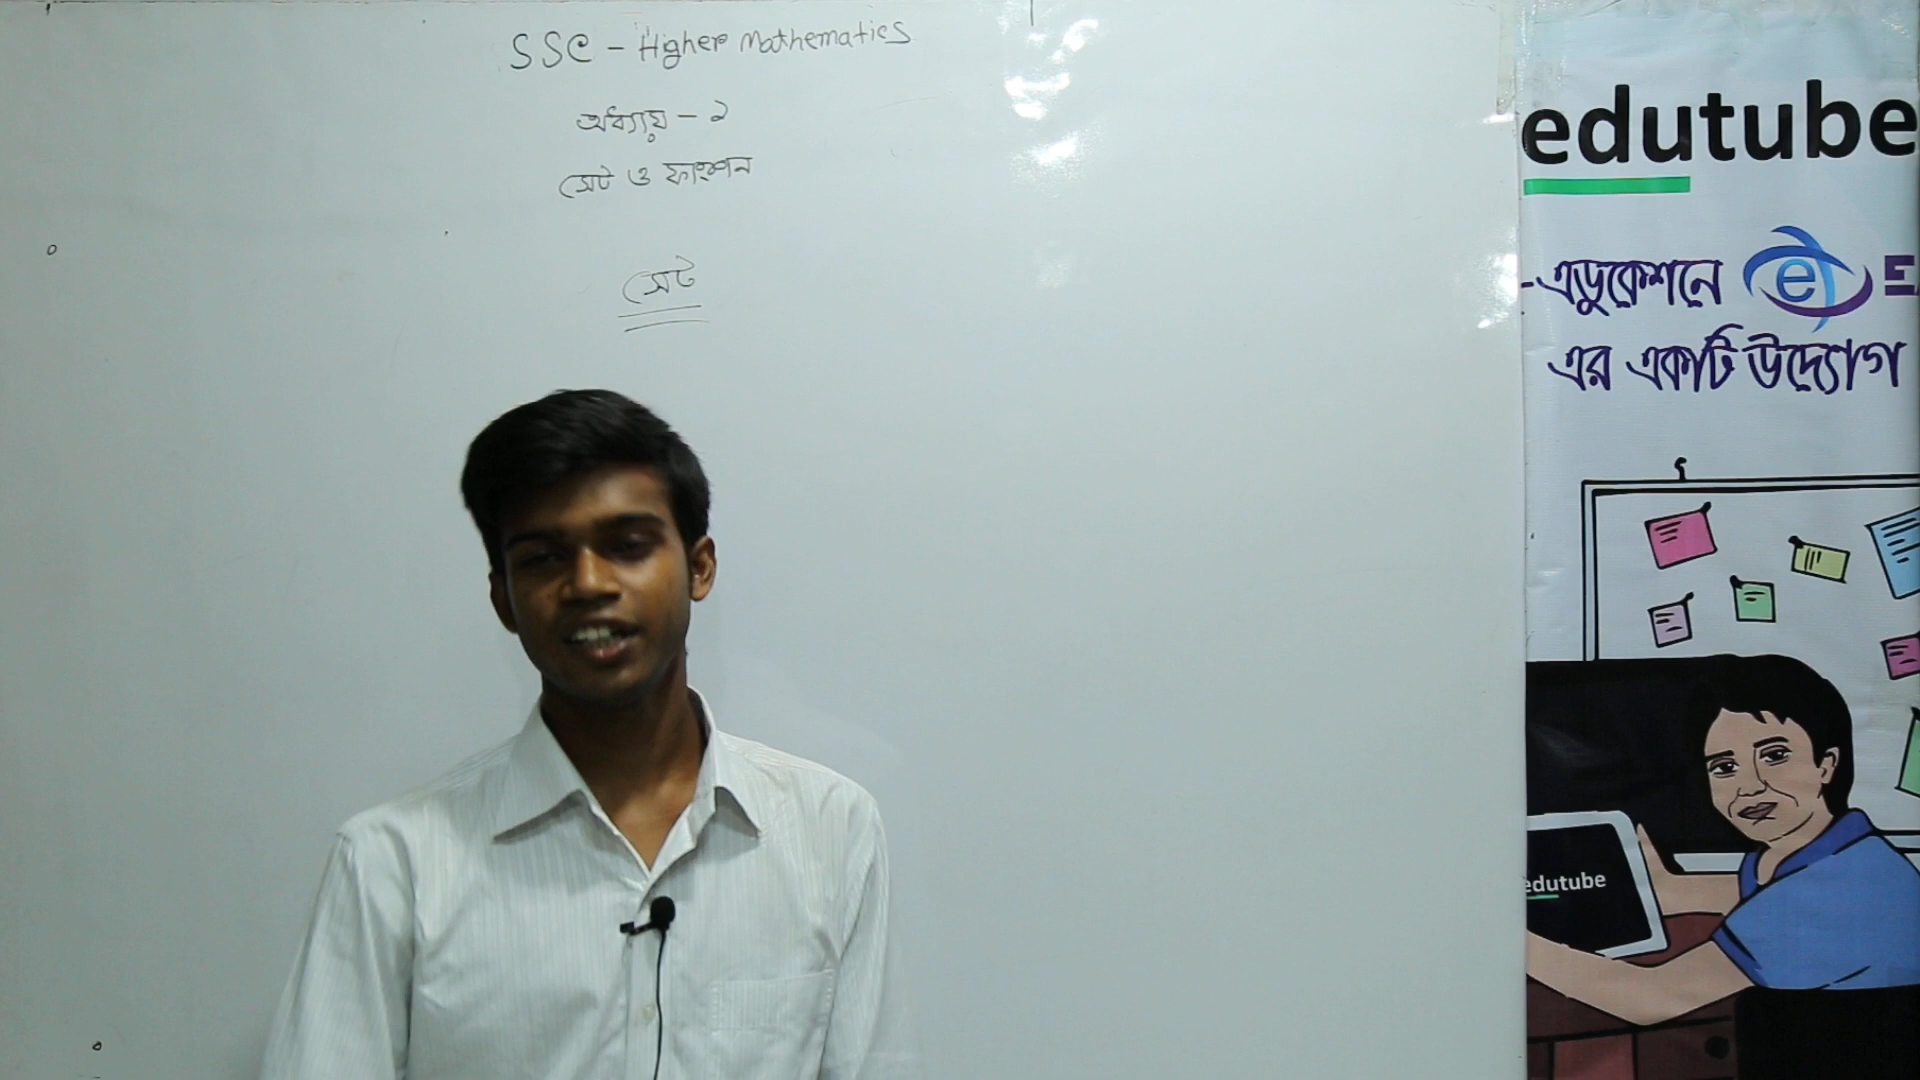 SSC - Higher Mathematics
অধ্যায় - ১
সেট ও ফাংশন
সেট
edutube
-এডুকেশনে e E
এর একটি উদ্যোগ
edutube